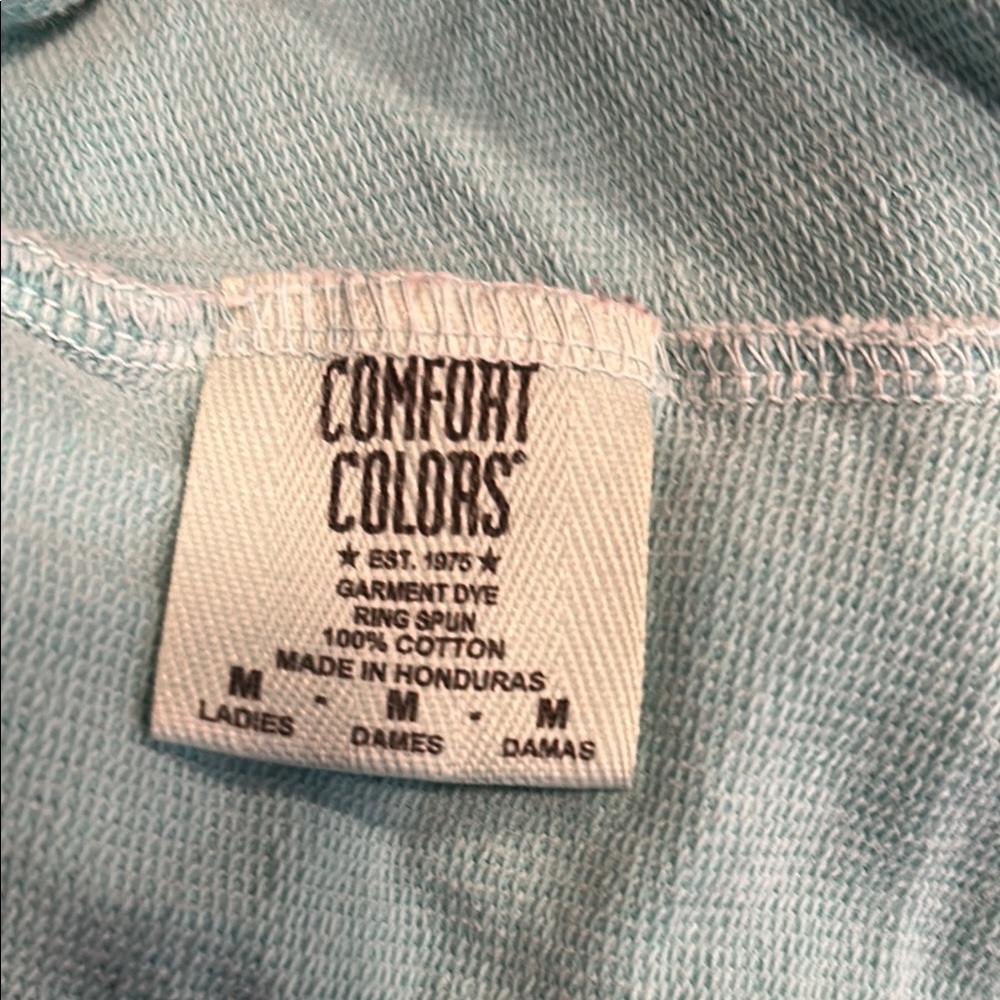 COMFORT
COLORS®
★ EST. 1975 ★
GARMENT DYE
RING SPUN
100% COTTON
MADE IN HONDURAS
M - M - M
LADIES DAMES DAMAS